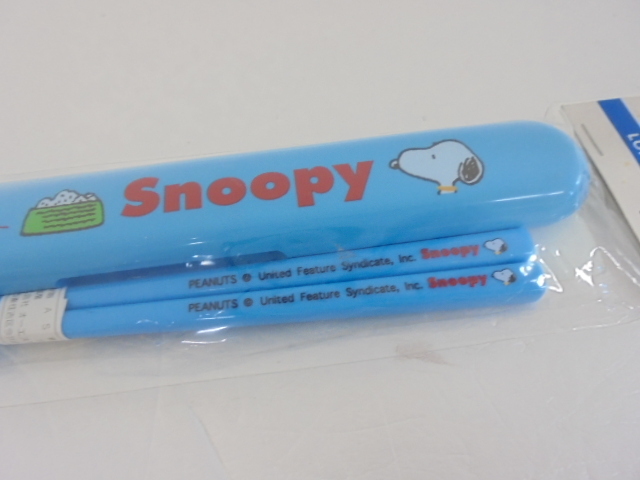 Snoopy
PEANUTS © United Feature Syndicate, Inc. Snoopy
PEANUTS © United Feature Syndicate, Inc. Snoopy